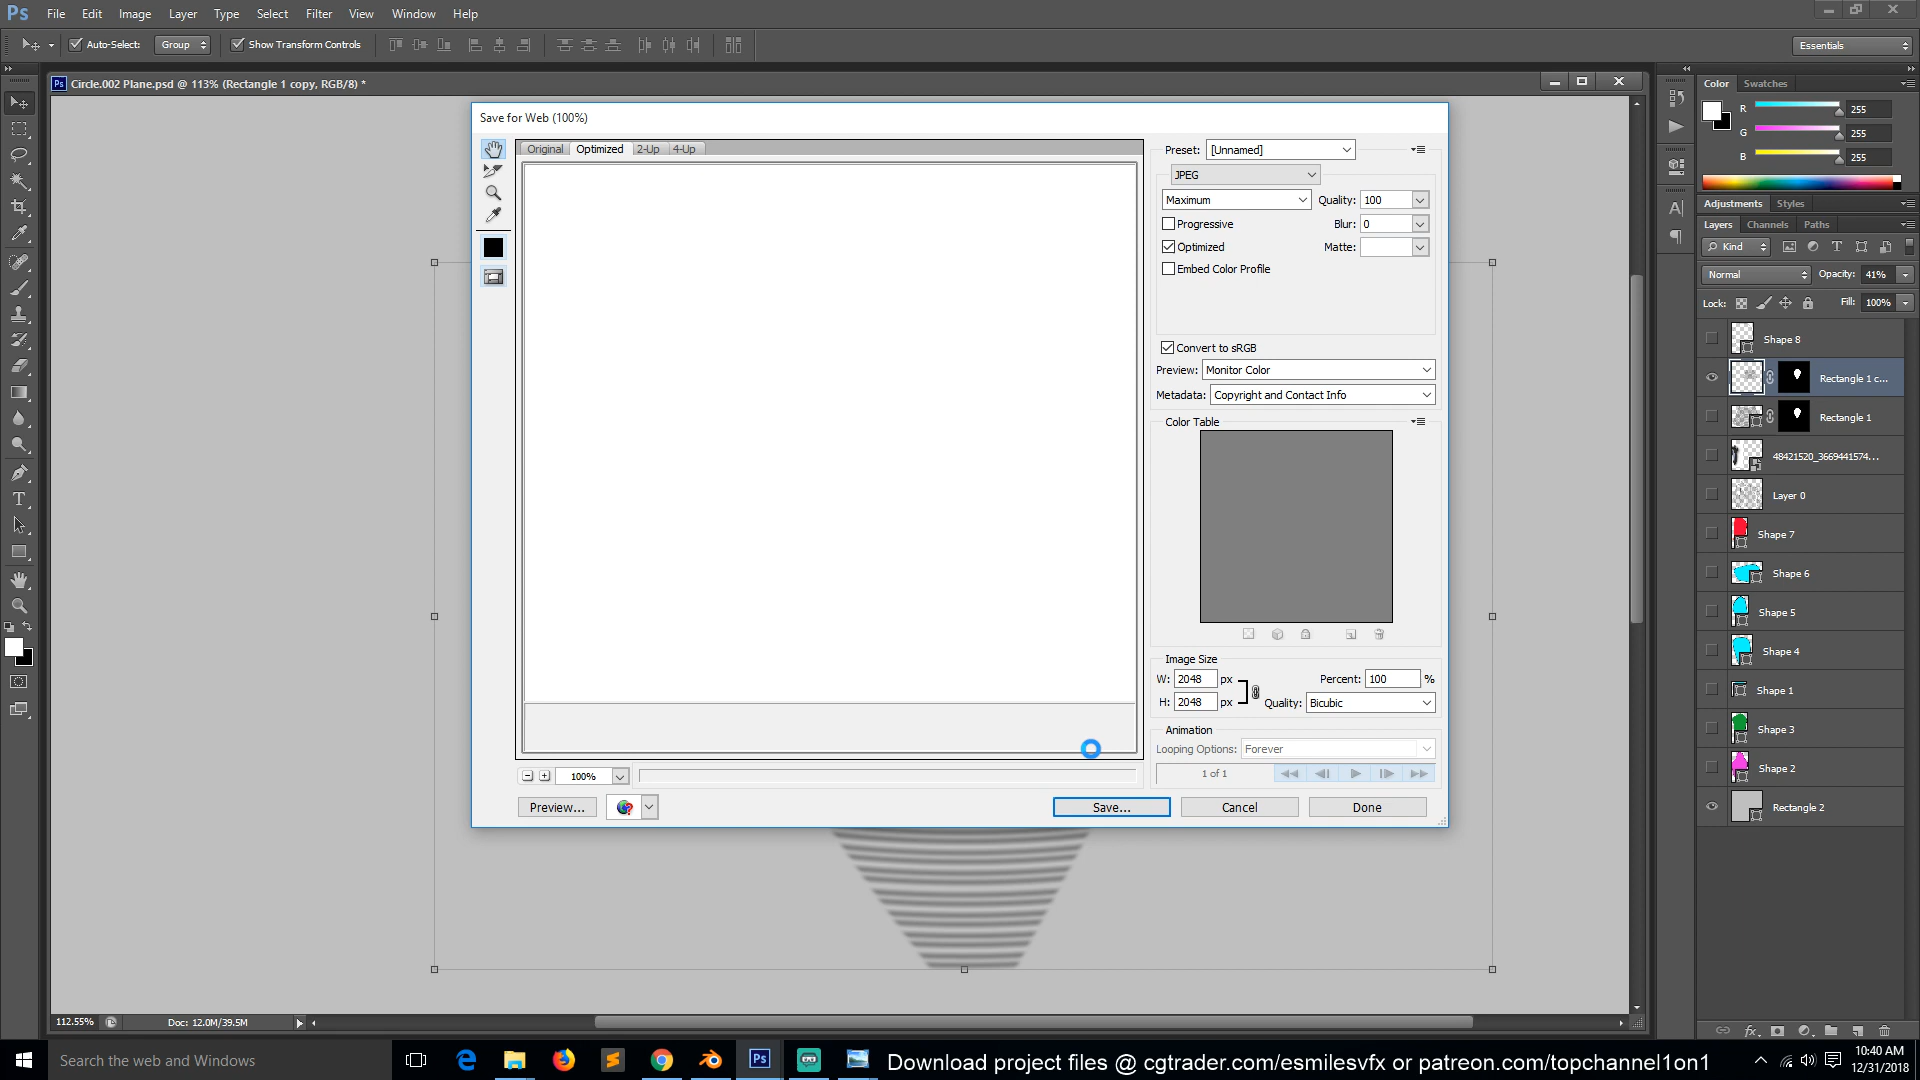 Ps File Edit Image Layer Type Select Filter View Window Help
Auto-Select: Group Show Transform Controls Essentials
Ps Circle.002 Plane.psd @ 113% (Rectangle 1 copy, RGB/8) *
Save for Web (100%)
Original Optimized 2-Up 4-Up
Preset: [Unnamed]
JPEG
Maximum Quality: 100
Progressive Blur: 0
Optimized Matte:
Embed Color Profile
Convert to sRGB
Preview: Monitor Color
Metadata: Copyright and Contact Info
Color Table
Image Size
W: 2048 px Percent: 100 %
H: 2048 px Quality: Bicubic
Animation
Looping Options: Forever
1 of 1
100%
Preview... Save... Cancel Done
Color Swatches
R 255
G 255
B 255
Adjustments Styles
Layers Channels Paths
Kind
Normal Opacity: 41%
Lock: Fill: 100%
Shape 8
Rectangle 1 c...
Rectangle 1
48421520_3669441574...
Layer 0
Shape 7
Shape 6
Shape 5
Shape 4
Shape 1
Shape 3
Shape 2
Rectangle 2
112.55% Doc: 12.0M/39.5M
Search the web and Windows
Ps
Download project files @ cgtrader.com/esmilesvfx or patreon.com/topchannel1on1
10:40 AM
12/31/2018